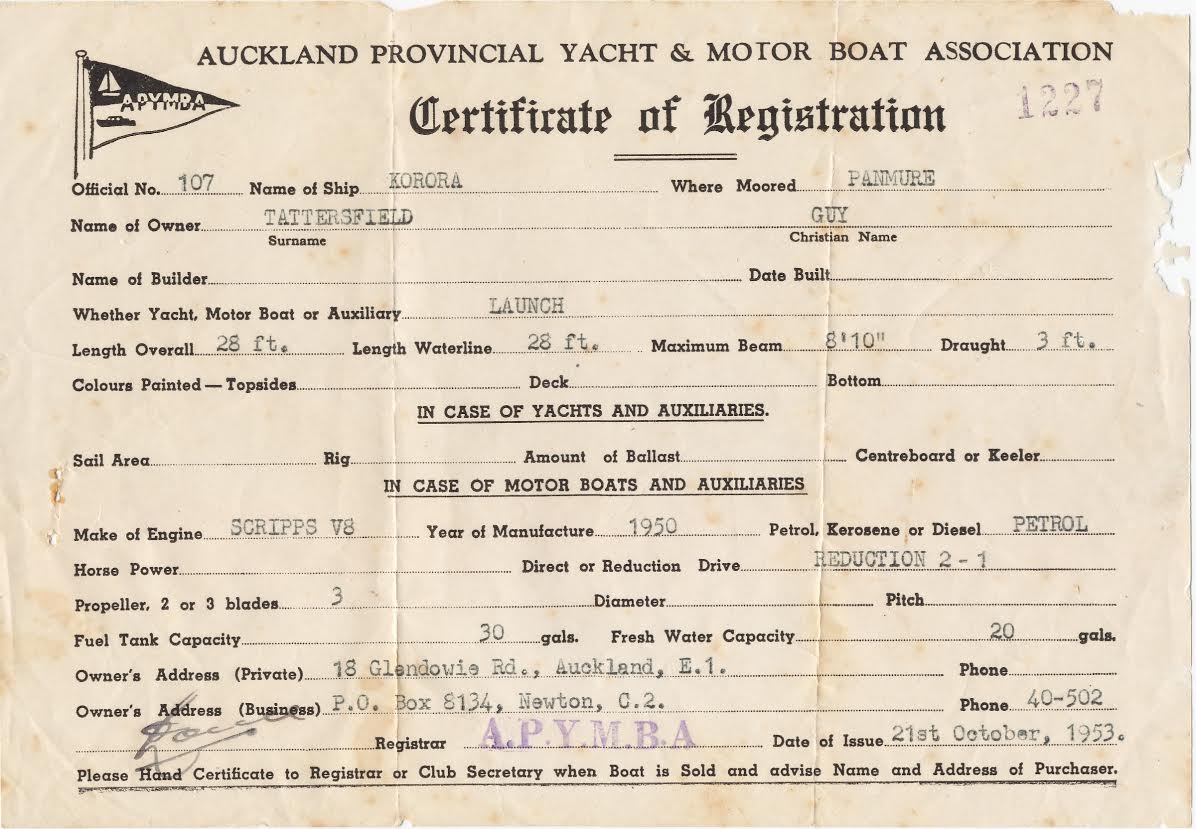 AUCKLAND PROVINCIAL YACHT & MOTOR BOAT ASSOCIATION
A.P.Y.M.B.A
Certificate of Registration
1227
Official No. 107 Name of Ship KORORA Where Moored PANMURE
Name of Owner TATTERSFIELD GUY
Surname Christian Name
Name of Builder Date Built
Whether Yacht, Motor Boat or Auxiliary LAUNCH
Length Overall 28 ft. Length Waterline 28 ft. Maximum Beam 8'10" Draught 3 ft.
Colours Painted — Topsides Deck Bottom
IN CASE OF YACHTS AND AUXILIARIES.
Sail Area Rig Amount of Ballast Centreboard or Keeler
IN CASE OF MOTOR BOATS AND AUXILIARIES
Make of Engine SCRIPPS V8 Year of Manufacture 1950 Petrol, Kerosene or Diesel PETROL
Horse Power Direct or Reduction Drive REDUCTION 2-1
Propeller, 2 or 3 blades 3 Diameter Pitch
Fuel Tank Capacity 30 gals. Fresh Water Capacity 20 gals.
Owner's Address (Private) 18 Glendowie Rd., Auckland, E.1. Phone
Owner's Address (Business) P.O. Box 8134, Newton, C.2. Phone 40-502
Registrar A.P.Y.M.B.A Date of Issue 21st October, 1953.
Please Hand Certificate to Registrar or Club Secretary when Boat is Sold and advise Name and Address of Purchaser.